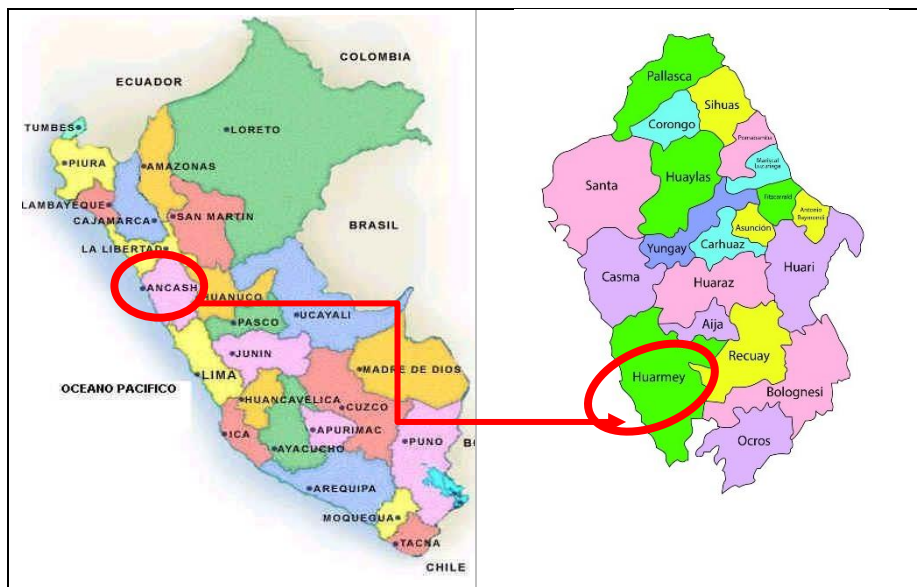 COLOMBIA
ECUADOR
TUMBES
LORETO
PIURA
AMAZONAS
LAMBAYEQUE
SAN MARTIN
CAJAMARCA
BRASIL
LA LIBERTAD
ANCASH
HUANUCO
UCAYALI
PASCO
JUNIN
LIMA
MADRE DE DIOS
OCEANO PACIFICO
HUANCAVELICA
CUZCO
ICA
APURIMAC
PUNO
AYACUCHO
AREQUIPA
MOQUEGUA
TACNA
CHILE
Pallasca
Sihuas
Corongo
Pomabamba
Mariscal
Luzuriaga
Santa
Huaylas
Fitzcarrald
Antonio
Raymondi
Asunción
Yungay
Carhuaz
Huari
Casma
Huaraz
Aija
Recuay
Huarmey
Bolognesi
Ocros